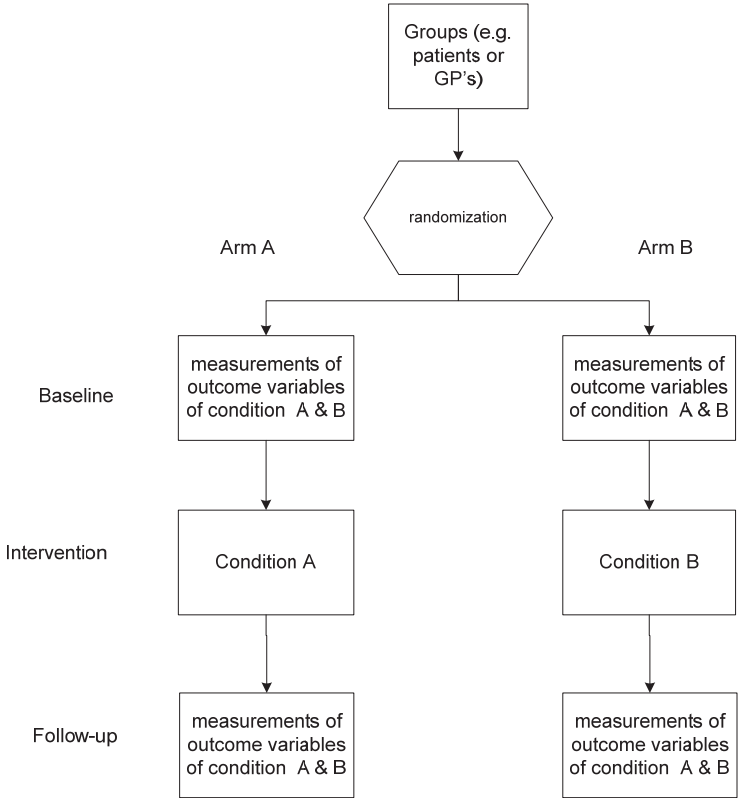 Groups (e.g.
patients or
GP's)
randomization
Arm A
Arm B
Baseline
measurements of
outcome variables
of condition A & B
measurements of
outcome variables
of condition A & B
Intervention
Condition A
Condition B
Follow-up
measurements of
outcome variables
of condition A & B
measurements of
outcome variables
of condition A & B